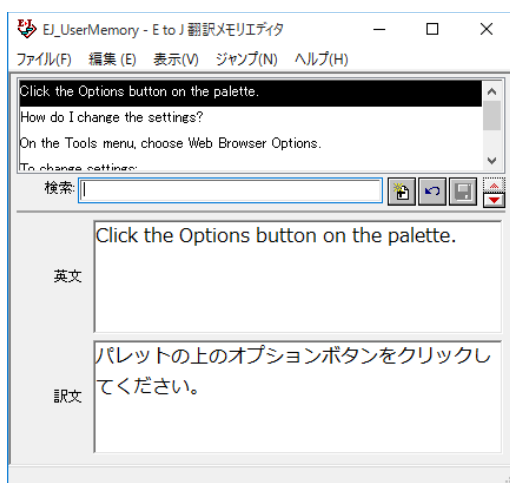 EJ_UserMemory - E to J 翻訳メモリエディタ
ファイル(F) 編集(E) 表示(V) ジャンプ(N) ヘルプ(H)
Click the Options button on the palette.
How do I change the settings?
On the Tools menu, choose Web Browser Options.
To change settings:
検索:
英文
Click the Options button on the palette.
訳文
パレットの上のオプションボタンをクリックし
てください。